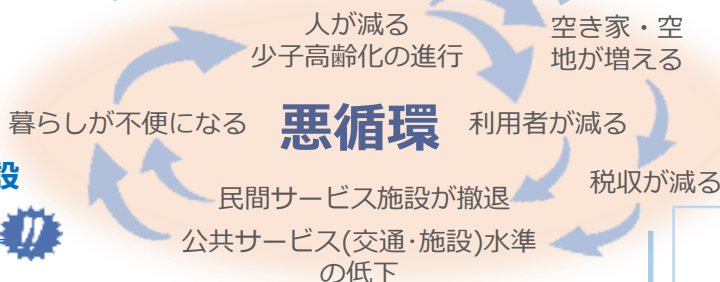 人が減る
少子高齢化の進行
空き家・空
地が増える
暮らしが不便になる
悪循環
利用者が減る
設
民間サービス施設が撤退
税収が減る
!!
公共サービス(交通･施設)水準
の低下